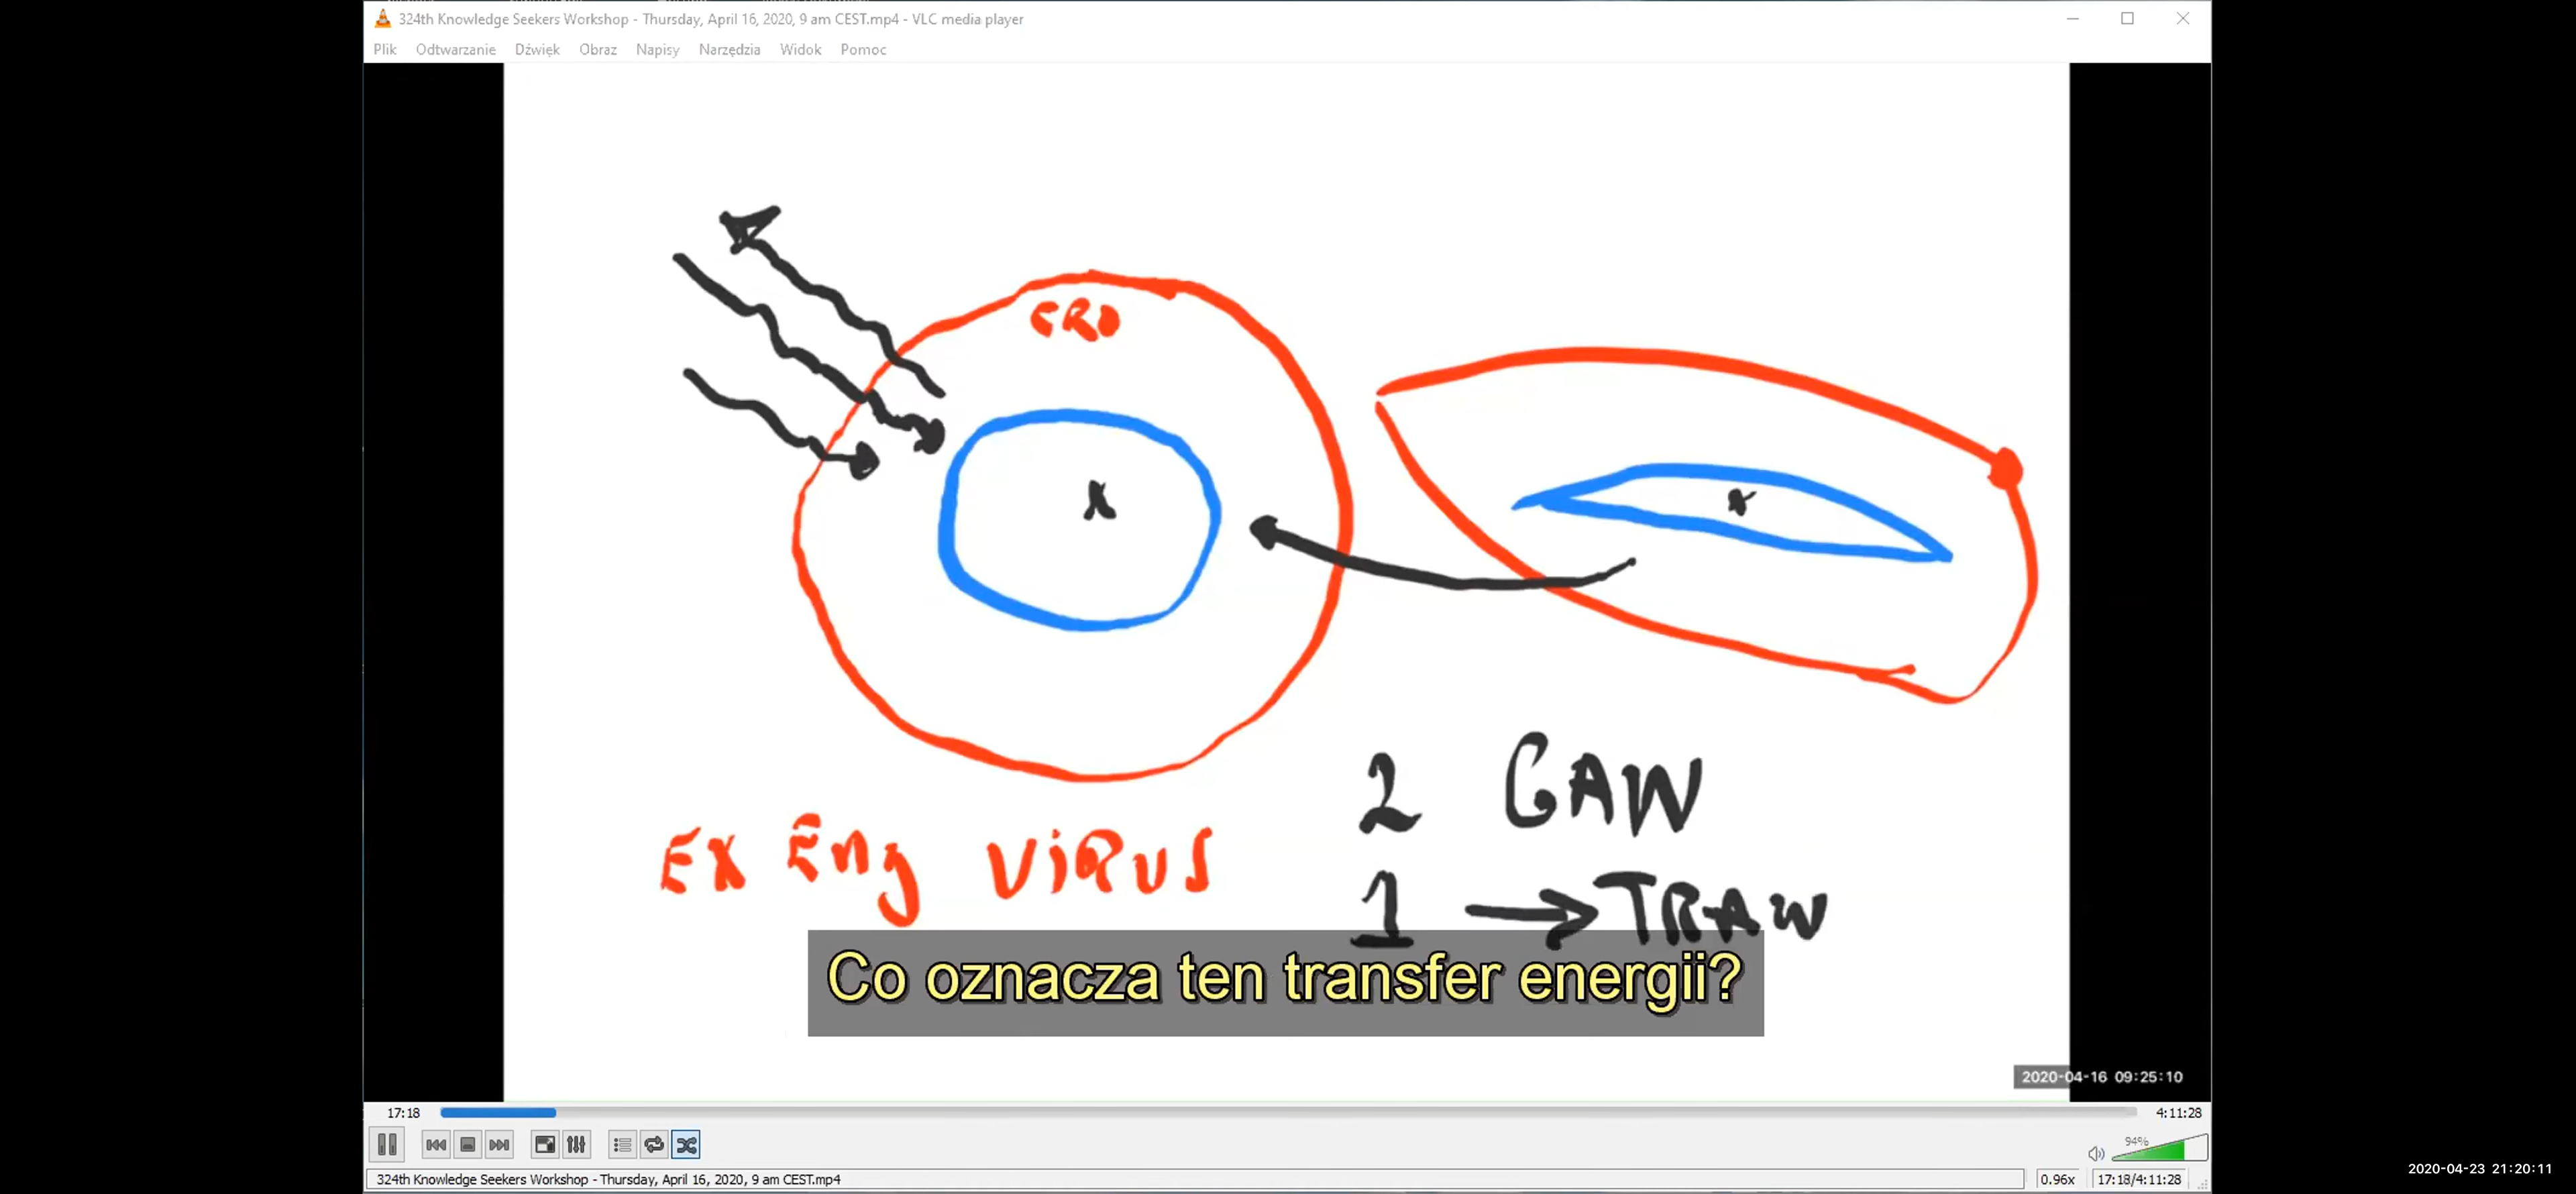 324th Knowledge Seekers Workshop - Thursday, April 16, 2020, 9 am CEST.mp4 - VLC media player
Plik Odtwarzanie Dźwięk Obraz Napisy Narzędzia Widok Pomoc
x
x
2 GAW
EX Eng VIRUS
1 → TRAW
Co oznacza ten transfer energii?
2020-04-16 09:25:10
17:18
4:11:28
94%
324th Knowledge Seekers Workshop - Thursday, April 16, 2020, 9 am CEST.mp4
0.96x
17:18/4:11:28
2020-04-23 21:20:11